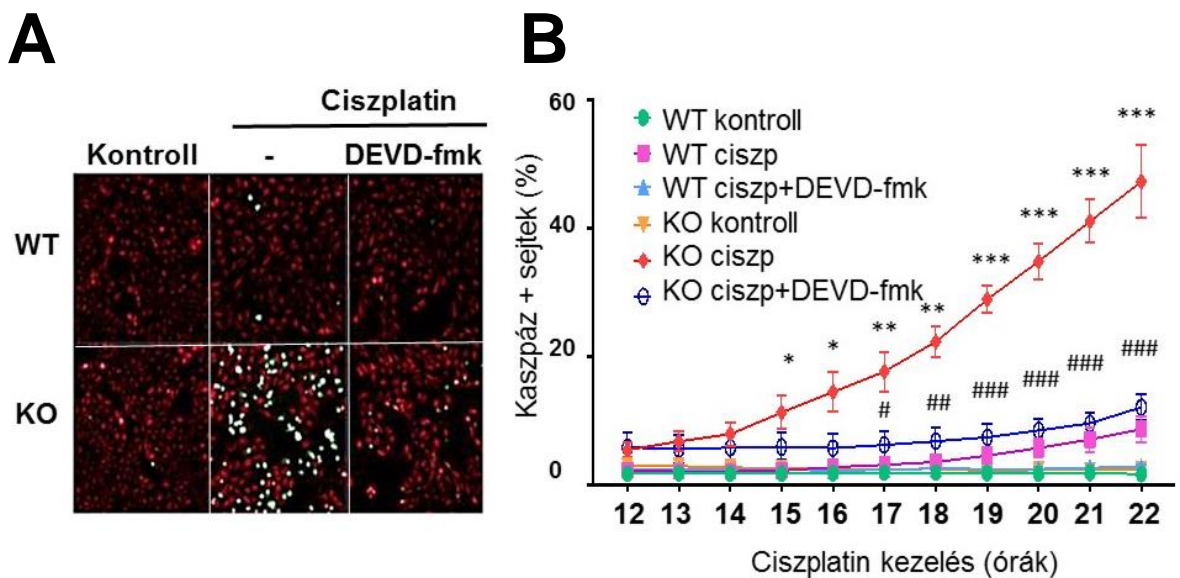 A
Ciszplatin
Kontroll - DEVD-fmk
WT
KO
B
Kaszpáz + sejtek (%)
60
40
20
0
WT kontroll
WT ciszp
WT ciszp+DEVD-fmk
KO kontroll
KO ciszp
KO ciszp+DEVD-fmk
* * ** ** *** *** *** ***
# ## ### ### ### ###
12 13 14 15 16 17 18 19 20 21 22
Ciszplatin kezelés (órák)